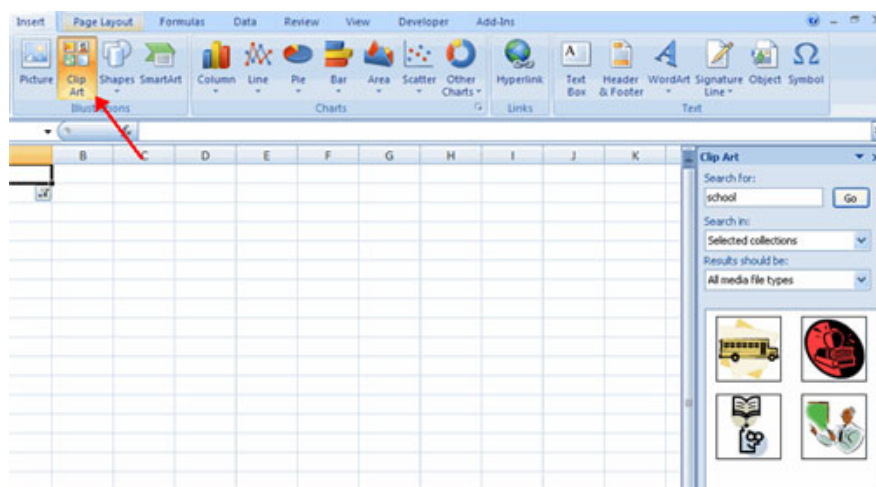 Insert Page Layout Formulas Data Review View Developer Add-Ins
Picture Clip Art Shapes SmartArt Column Line Pie Bar Area Scatter Other Charts Hyperlink Text Box Header & Footer WordArt Signature Line Object Symbol
Illustrations Charts Links Text
B C D E F G H I J K
Clip Art
Search for:
school Go
Search in:
Selected collections
Results should be:
All media file types